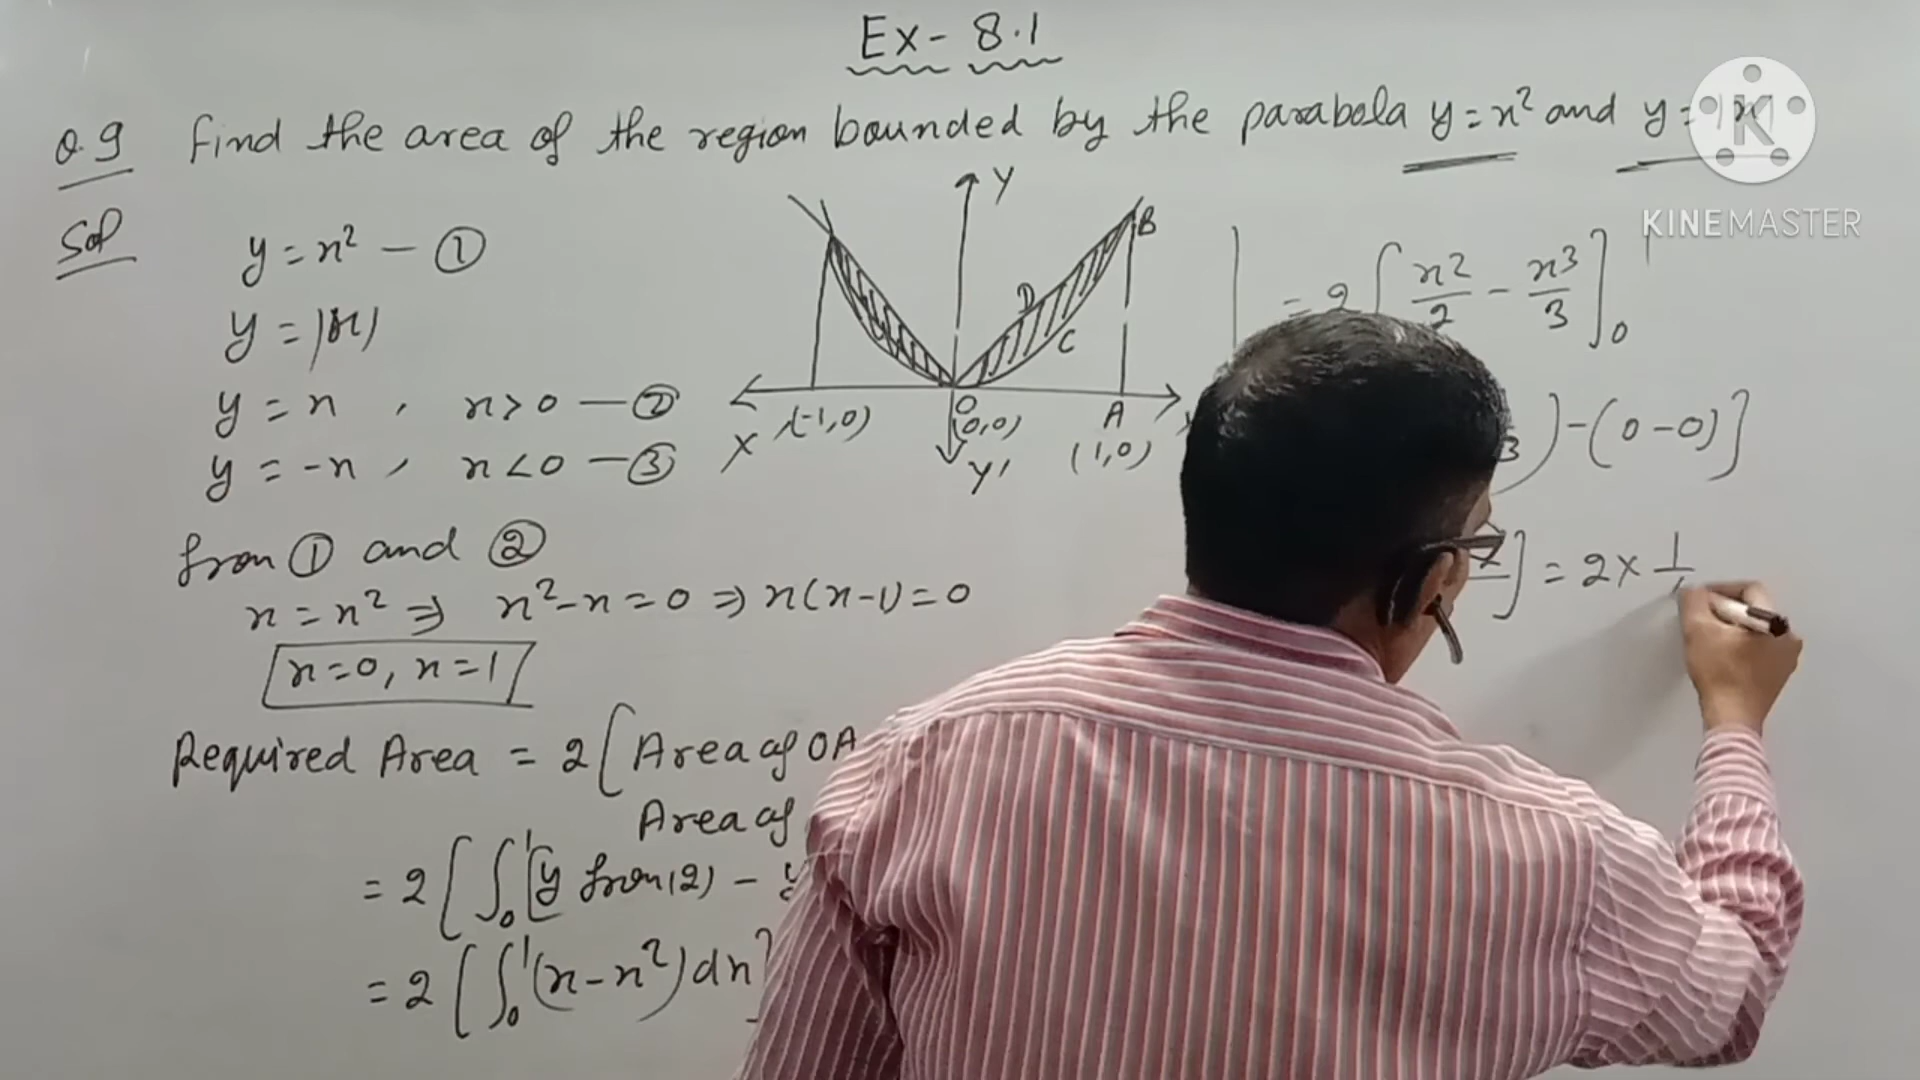 Ex- 8.1
Q.9 Find the area of the region bounded by the parabola y = x² and y = |x|
K
KINEMASTER
Sol
y = x² — ①
y = |x|
y = x , x > 0 — ②
y = -x , x < 0 — ③
from ① and ②
x = x² ⇒ x² - x = 0 ⇒ x(x-1) = 0
x=0, x=1
Required Area = 2[Area of OA
Area of
= 2[∫₀¹[y from (2) - y
= 2[∫₀¹(x-x²)dx]
Y
B
D
C
O
A
X
(-1,0)
(0,0)
(1,0)
Y'
= 2[x²/2 - x³/3]₀¹
3) - (0-0)]
] = 2 × 1